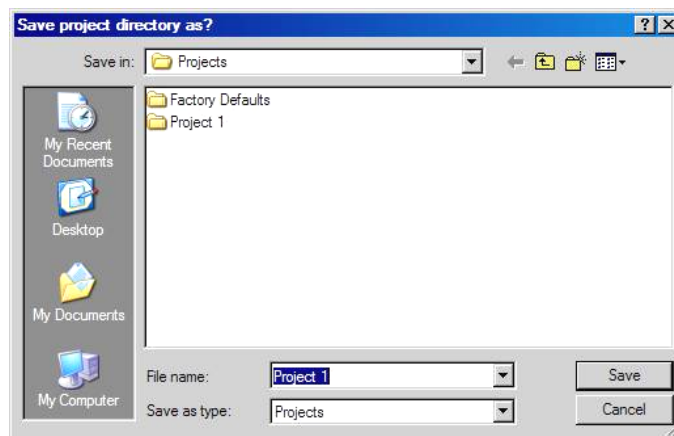 Save project directory as?
Save in: Projects
Factory Defaults
Project 1
My Recent
Documents
Desktop
My Documents
My Computer
File name: Project 1 Save
Save as type: Projects Cancel